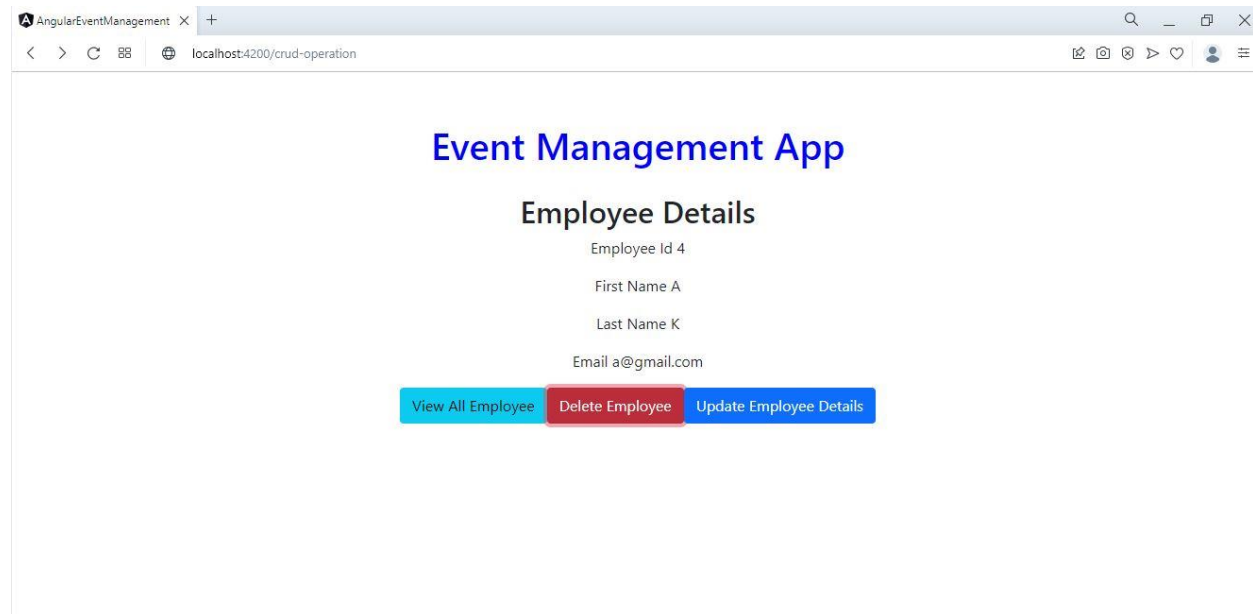 AngularEventManagement
localhost:4200/crud-operation
Event Management App
Employee Details
Employee Id 4
First Name A
Last Name K
Email a@gmail.com
View All Employee Delete Employee Update Employee Details